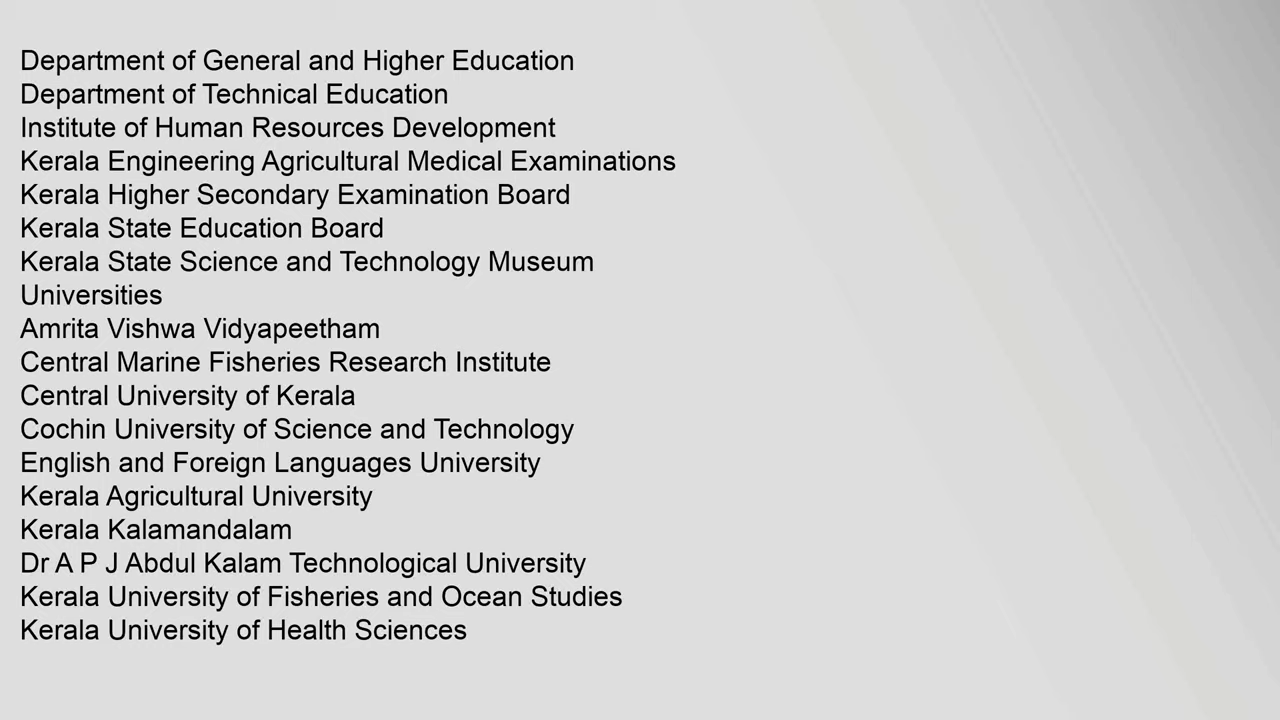 Department of General and Higher Education
Department of Technical Education
Institute of Human Resources Development
Kerala Engineering Agricultural Medical Examinations
Kerala Higher Secondary Examination Board
Kerala State Education Board
Kerala State Science and Technology Museum
Universities
Amrita Vishwa Vidyapeetham
Central Marine Fisheries Research Institute
Central University of Kerala
Cochin University of Science and Technology
English and Foreign Languages University
Kerala Agricultural University
Kerala Kalamandalam
Dr A P J Abdul Kalam Technological University
Kerala University of Fisheries and Ocean Studies
Kerala University of Health Sciences